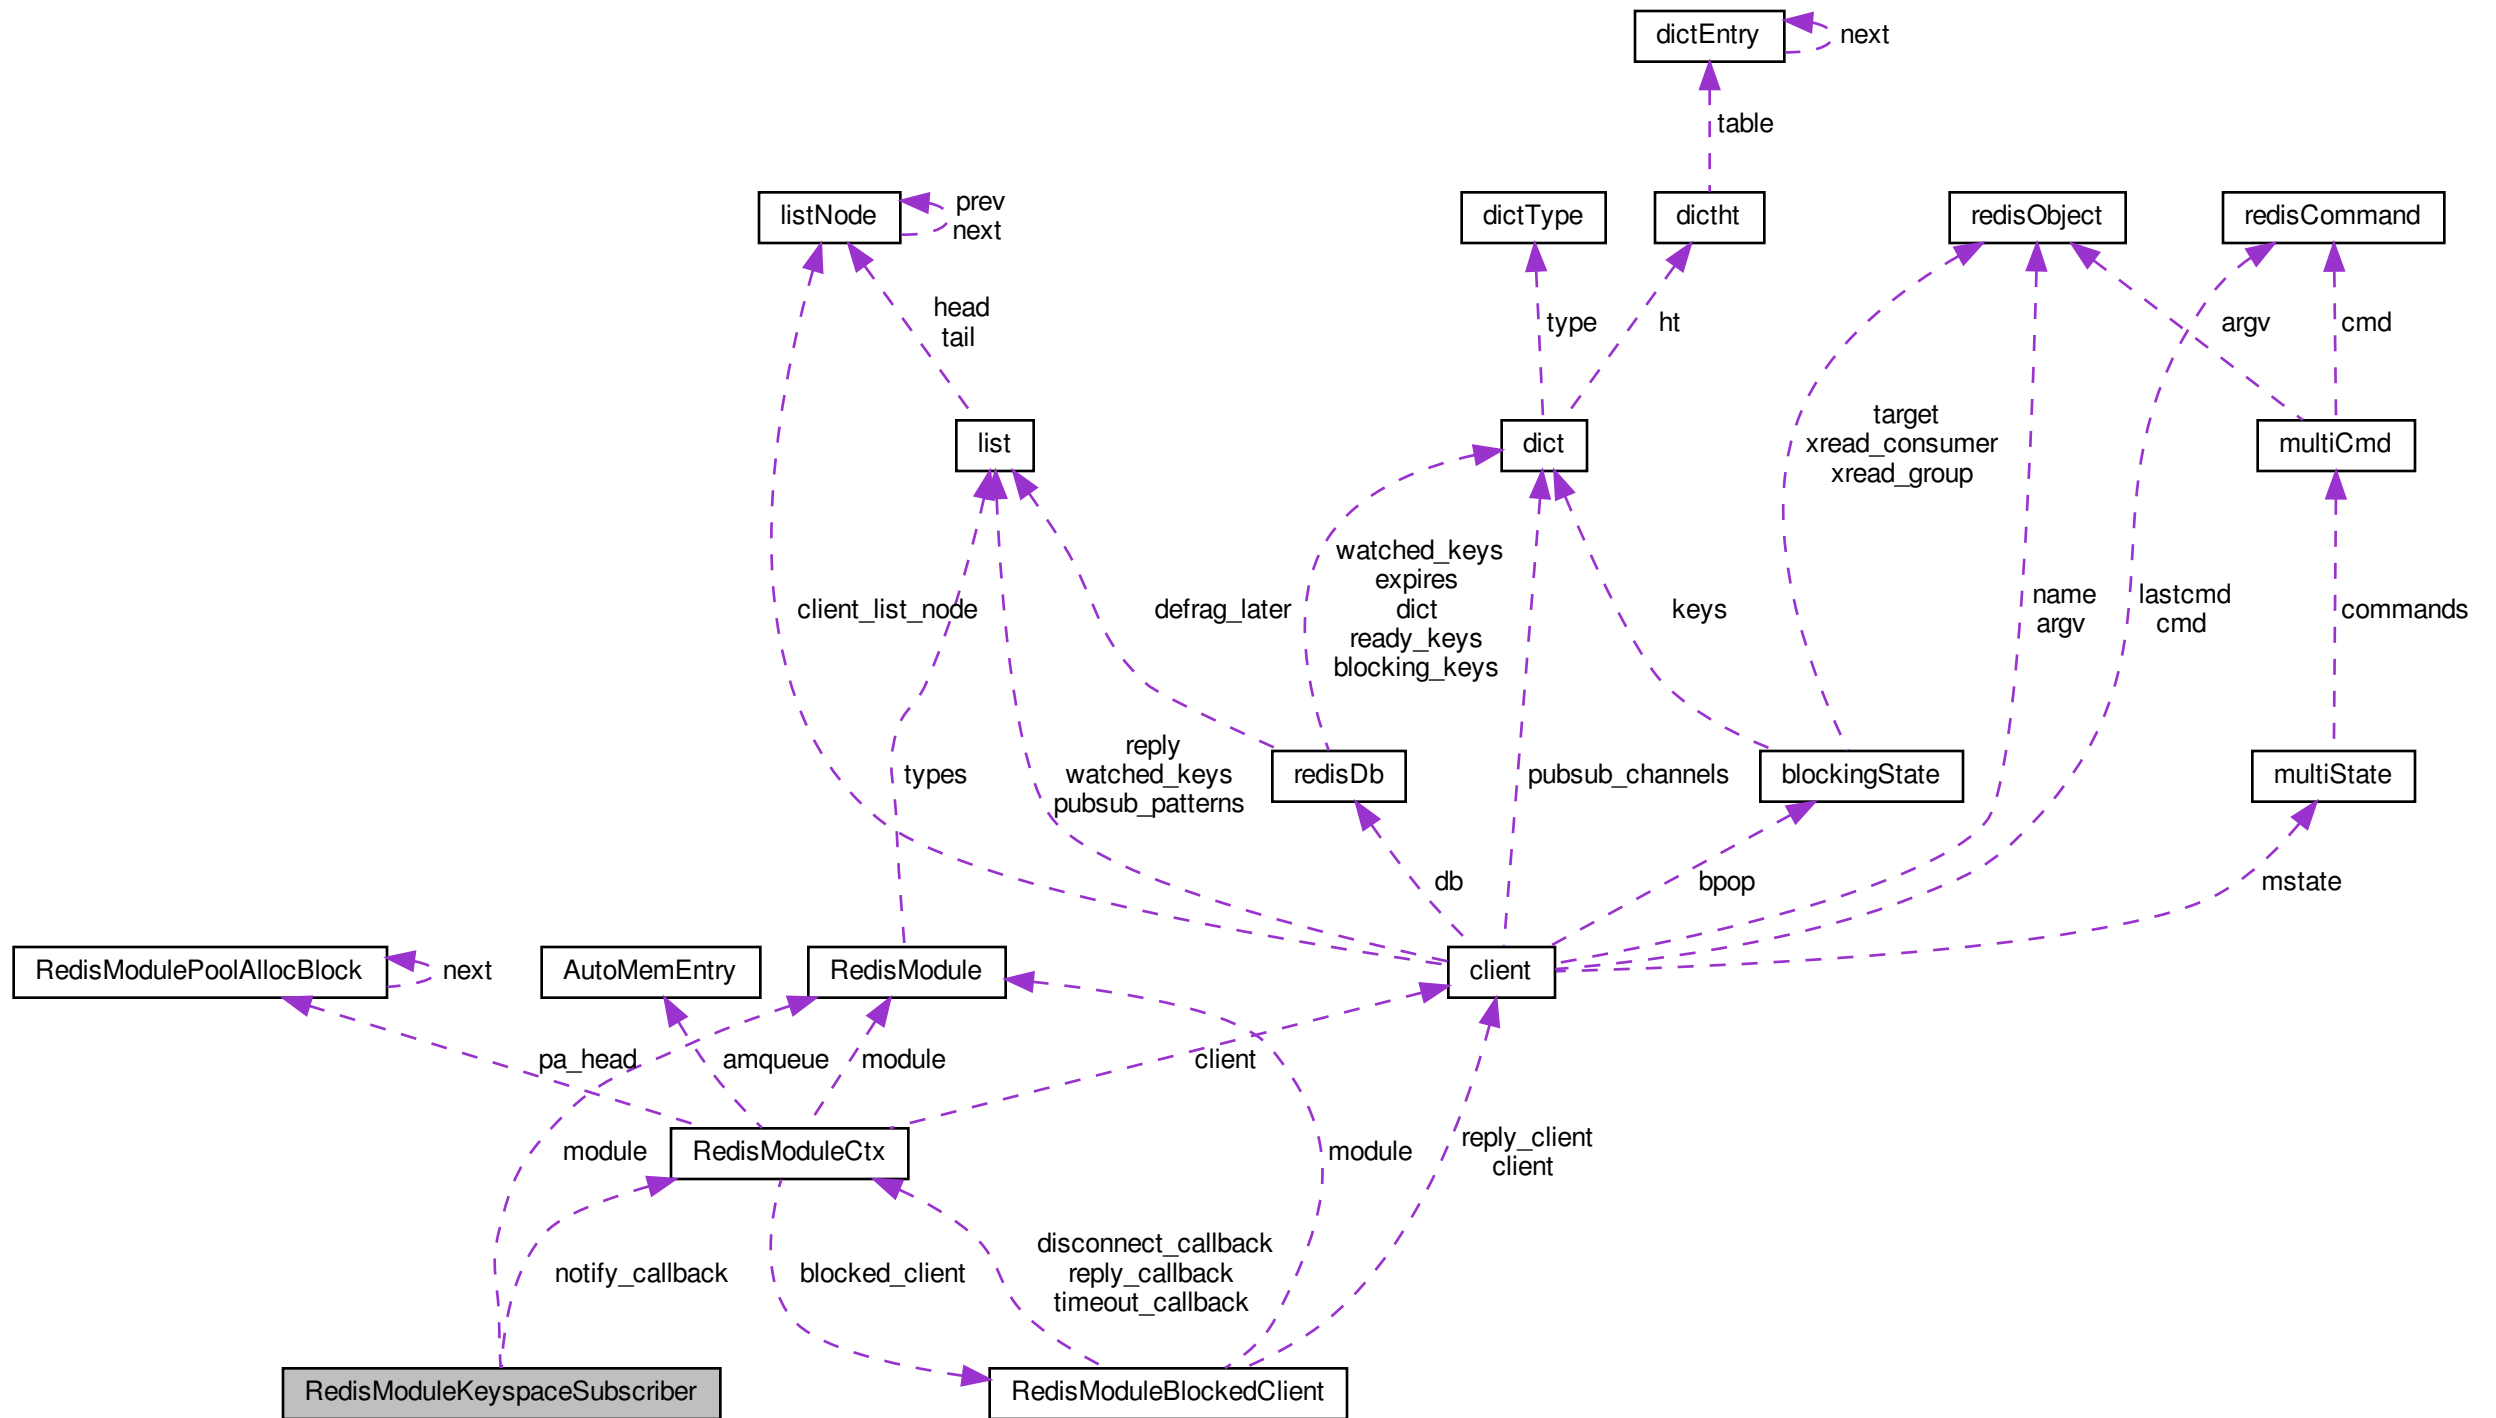 dictEntry
next
table
listNode
prev
next
dictType
dictht
redisObject
redisCommand
head
tail
type
ht
argv
cmd
list
dict
target
xread_consumer
xread_group
multiCmd
client_list_node
defrag_later
watched_keys
expires
dict
ready_keys
blocking_keys
keys
name
argv
lastcmd
cmd
commands
types
reply
watched_keys
pubsub_patterns
redisDb
pubsub_channels
blockingState
multiState
db
bpop
mstate
RedisModulePoolAllocBlock
next
AutoMemEntry
RedisModule
client
pa_head
amqueue
module
client
module
RedisModuleCtx
module
reply_client
client
notify_callback
blocked_client
disconnect_callback
reply_callback
timeout_callback
RedisModuleKeyspaceSubscriber
RedisModuleBlockedClient